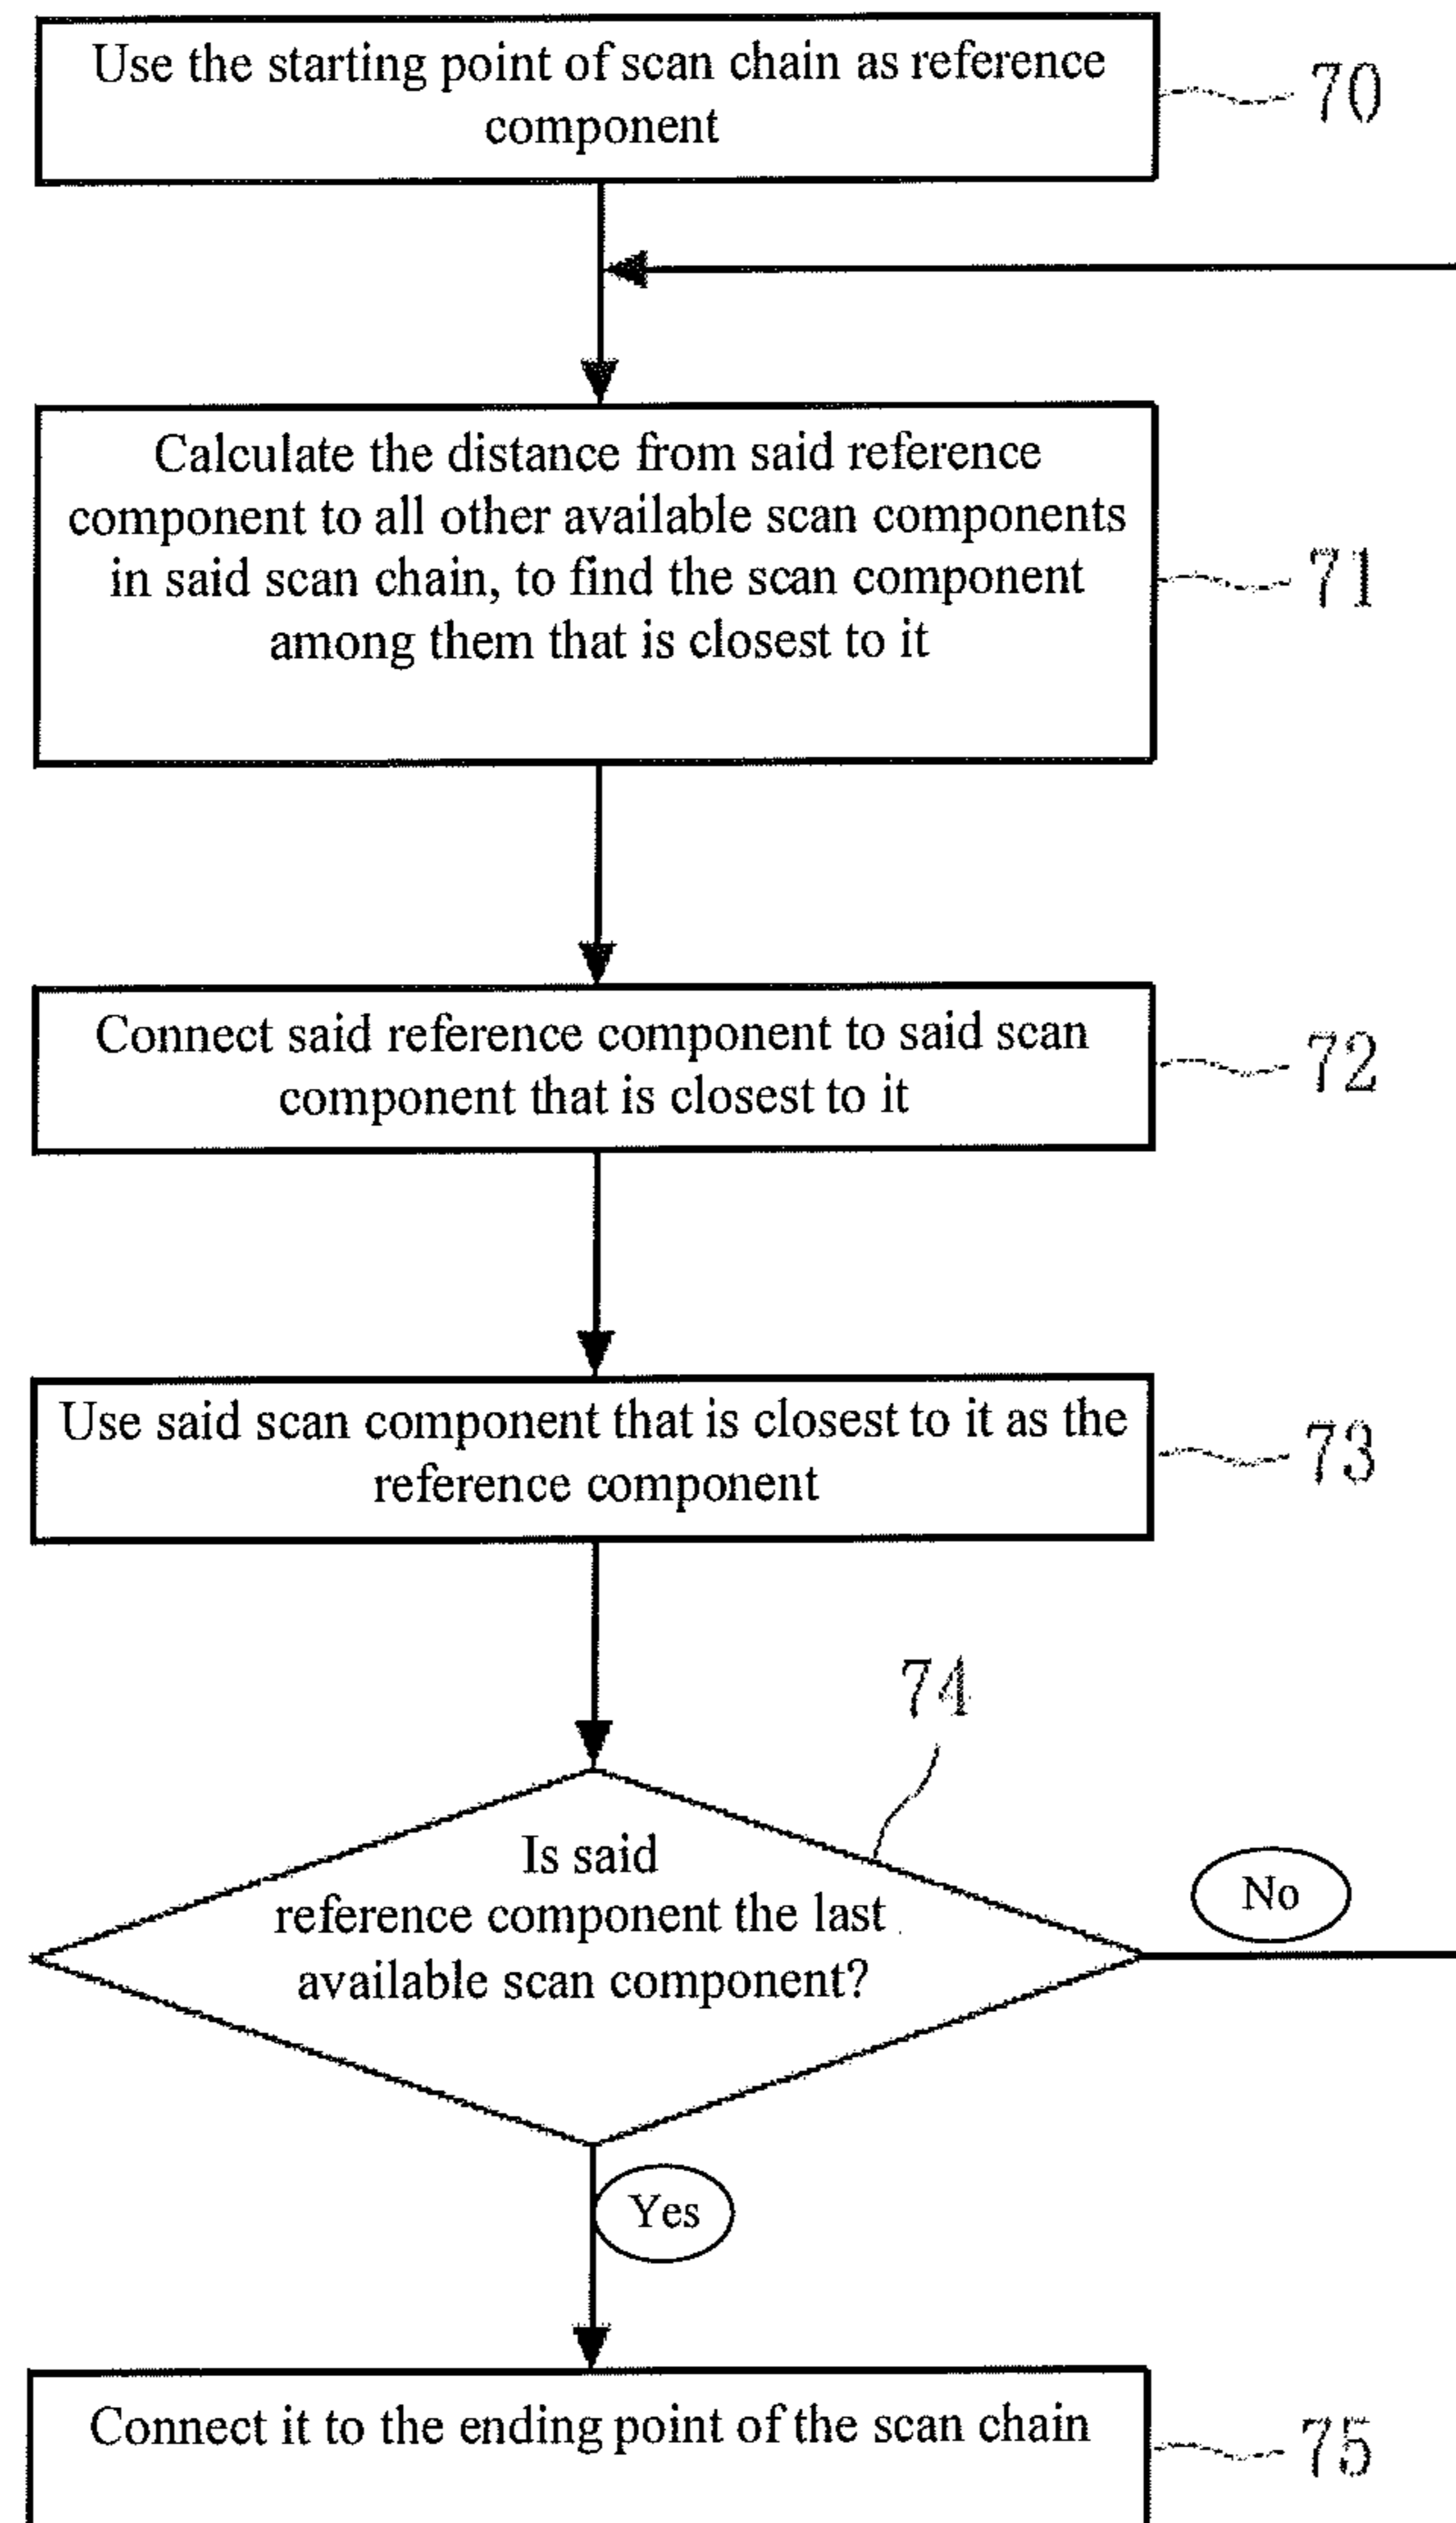 Use the starting point of scan chain as reference
component
70
Calculate the distance from said reference
component to all other available scan components
in said scan chain, to find the scan component
among them that is closest to it
71
Connect said reference component to said scan
component that is closest to it
72
Use said scan component that is closest to it as the
reference component
73
74
Is said
reference component the last
available scan component?
No
Yes
Connect it to the ending point of the scan chain
75